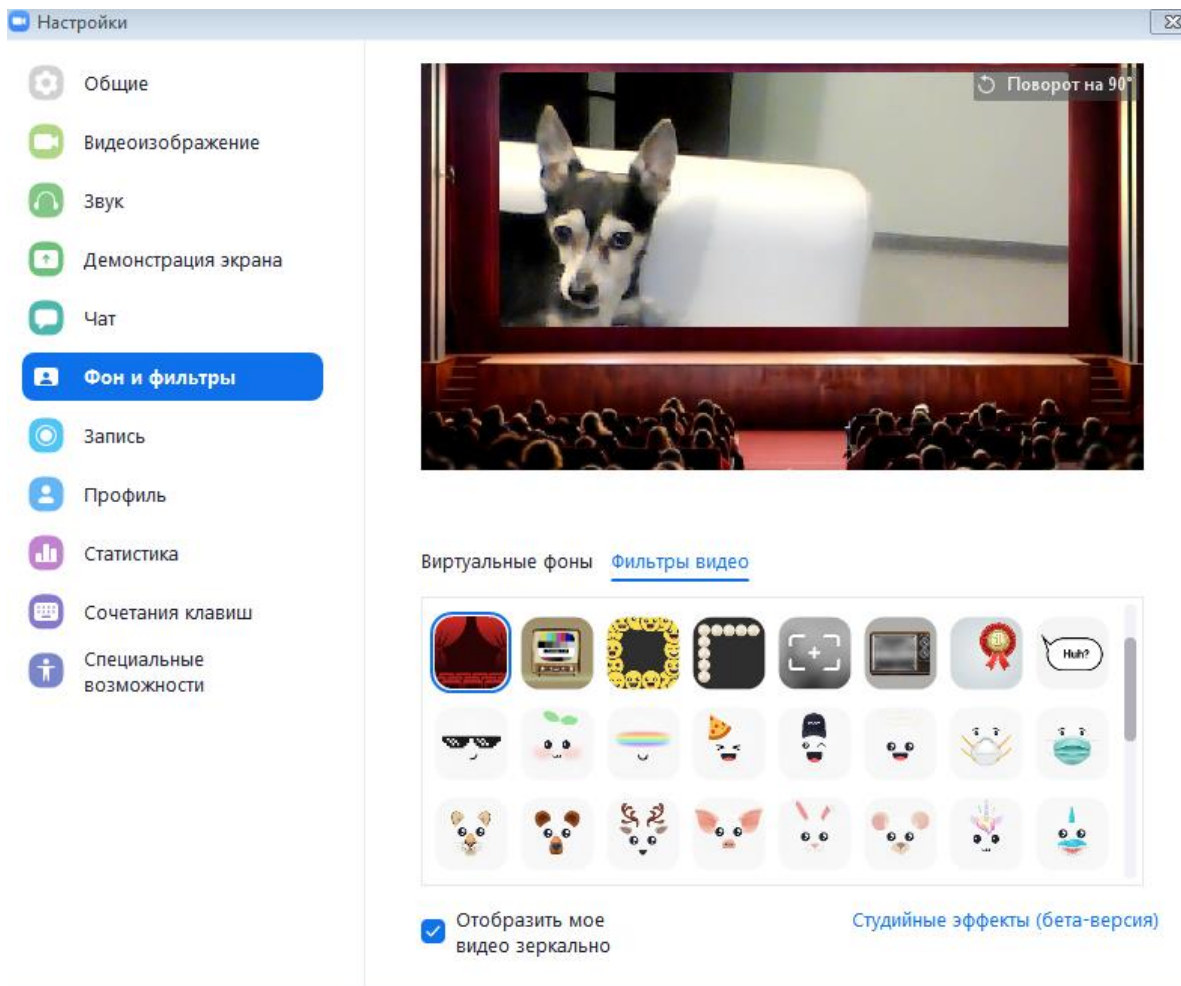 Настройки
Общие
Видеоизображение
Звук
Демонстрация экрана
Чат
Фон и фильтры
Запись
Профиль
Статистика
Сочетания клавиш
Специальные
возможности
Поворот на 90°
Виртуальные фоны Фильтры видео
Huh?
Отобразить мое
видео зеркально
Студийные эффекты (бета-версия)